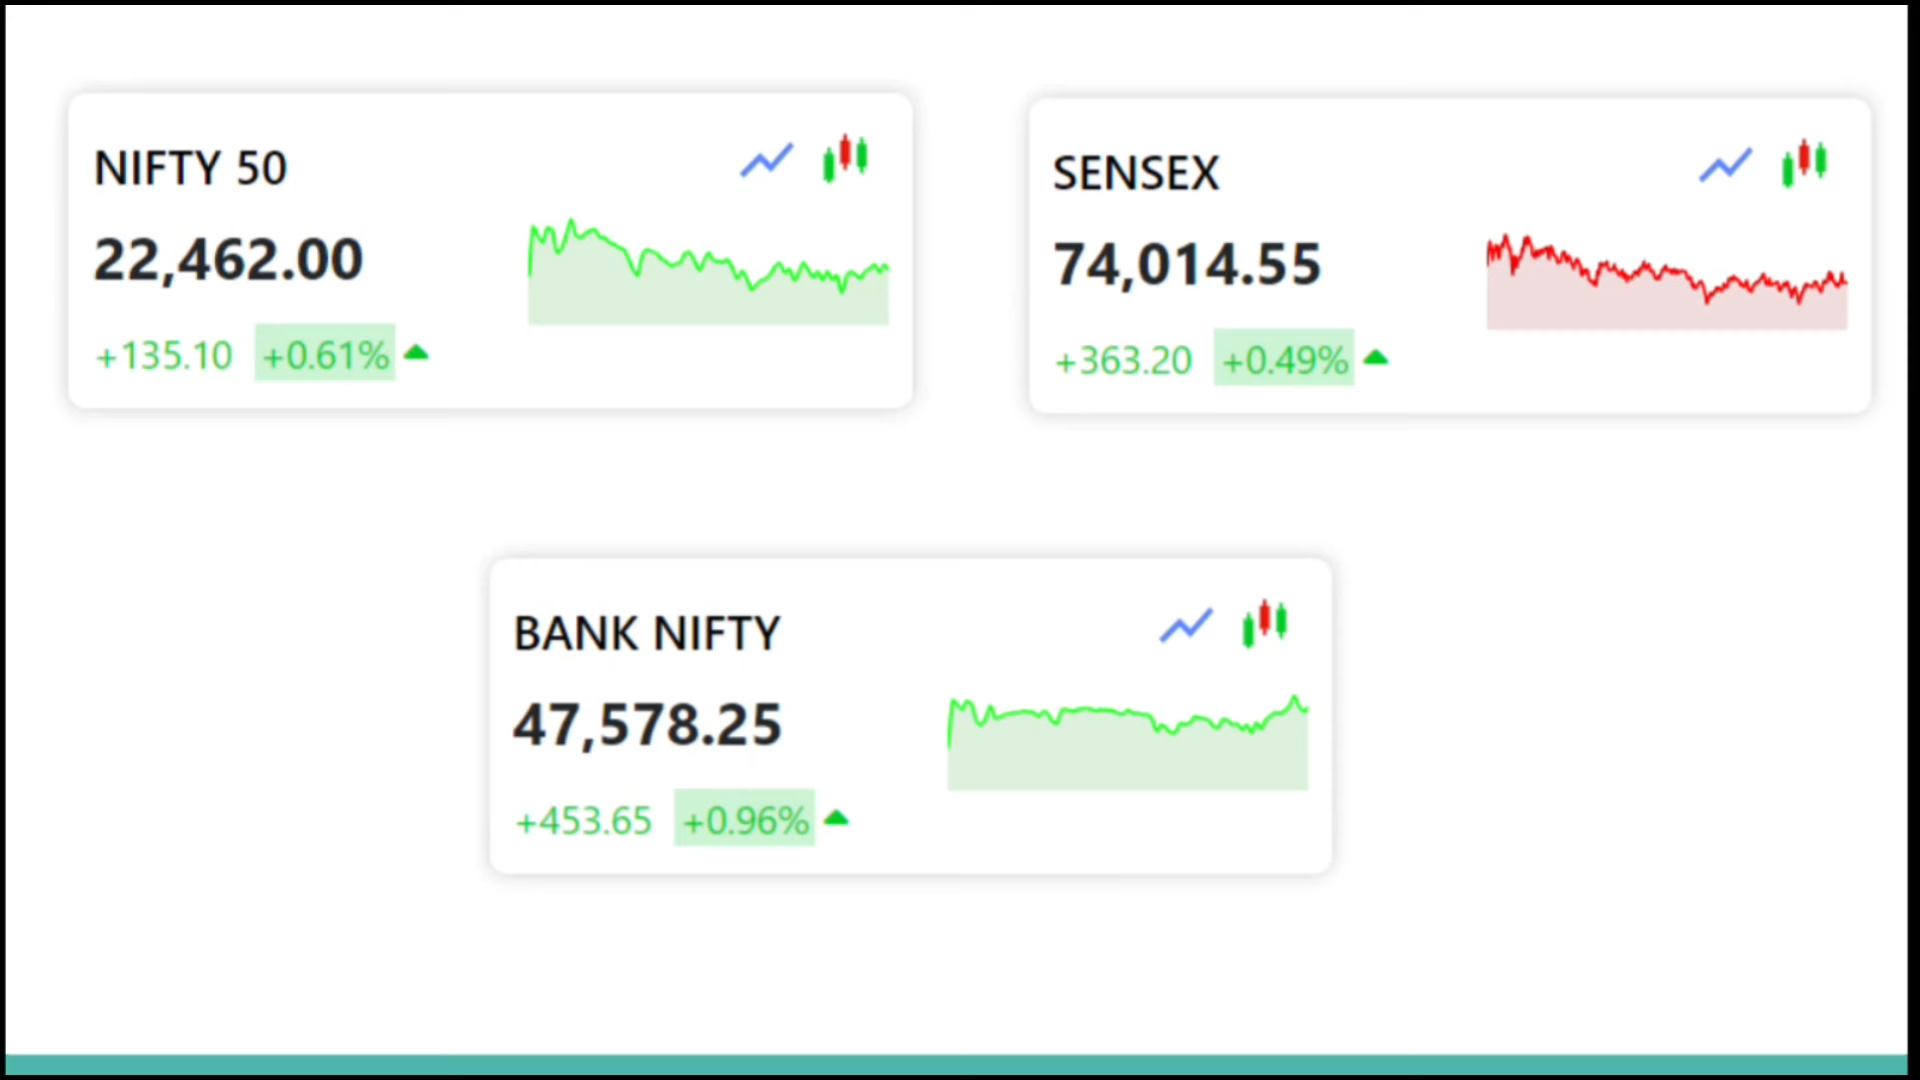 NIFTY 50
22,462.00
+135.10 +0.61%
SENSEX
74,014.55
+363.20 +0.49%
BANK NIFTY
47,578.25
+453.65 +0.96%